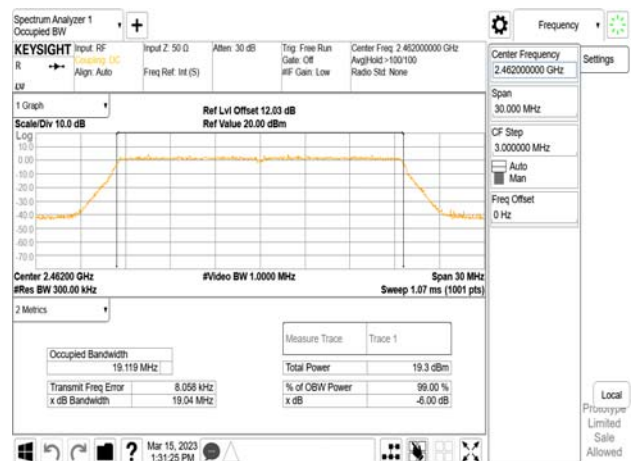 Spectrum Analyzer 1
Occupied BW
Frequency
KEYSIGHT
Input: RF
Coupling: DC
Align: Auto
Input Z: 50 Ω
Freq Ref: Int (S)
Atten: 30 dB
Trig: Free Run
Gate: Off
#IF Gain: Low
Center Freq: 2.462000000 GHz
Avg|Hold:>100/100
Radio Std: None
R
LXI
Center Frequency
2.462000000 GHz
Settings
Span
30.000 MHz
CF Step
3.000000 MHz
Auto
Man
Freq Offset
0 Hz
1 Graph
Scale/Div 10.0 dB
Ref Lvl Offset 12.03 dB
Ref Value 20.00 dBm
Log
10.0
0.00
-10.0
-20.0
-30.0
-40.0
-50.0
-60.0
-70.0
Center 2.46200 GHz
#Video BW 1.0000 MHz
Span 30 MHz
#Res BW 300.00 kHz
Sweep 1.07 ms (1001 pts)
2 Metrics
Measure Trace
Trace 1
Occupied Bandwidth
19.119 MHz
Total Power
19.3 dBm
Transmit Freq Error
8.058 kHz
% of OBW Power
99.00 %
x dB Bandwidth
19.04 MHz
x dB
-6.00 dB
Local
Prototype
Limited
Sale
Allowed
Mar 15, 2023
1:31:25 PM